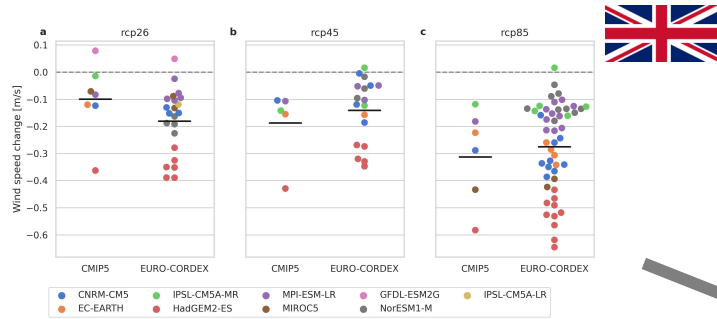 a rcp26 b rcp45 c rcp85
Wind speed change [m/s]
0.1
0.0
−0.1
−0.2
−0.3
−0.4
−0.5
−0.6
CMIP5 EURO-CORDEX CMIP5 EURO-CORDEX CMIP5 EURO-CORDEX
CNRM-CM5 IPSL-CM5A-MR MPI-ESM-LR GFDL-ESM2G IPSL-CM5A-LR
EC-EARTH HadGEM2-ES MIROC5 NorESM1-M